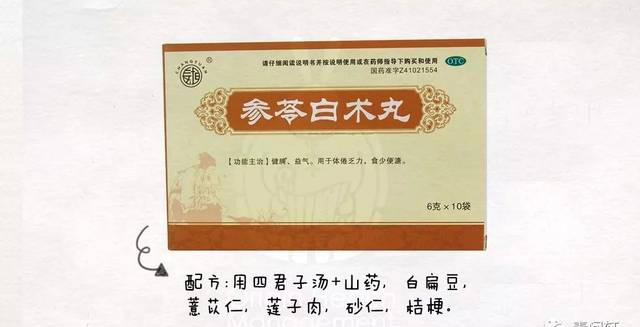 CHANGYUAN
请仔细阅读说明书并按说明使用或在药师指导下购买和使用
OTC
国药准字Z41021554
参苓白术丸
【功能主治】健脾、益气。用于体倦乏力，食少便溏。
6克×10袋
配方:用四君子汤+山药, 白扁豆,
薏苡仁, 莲子肉, 砂仁, 桔梗。
Management